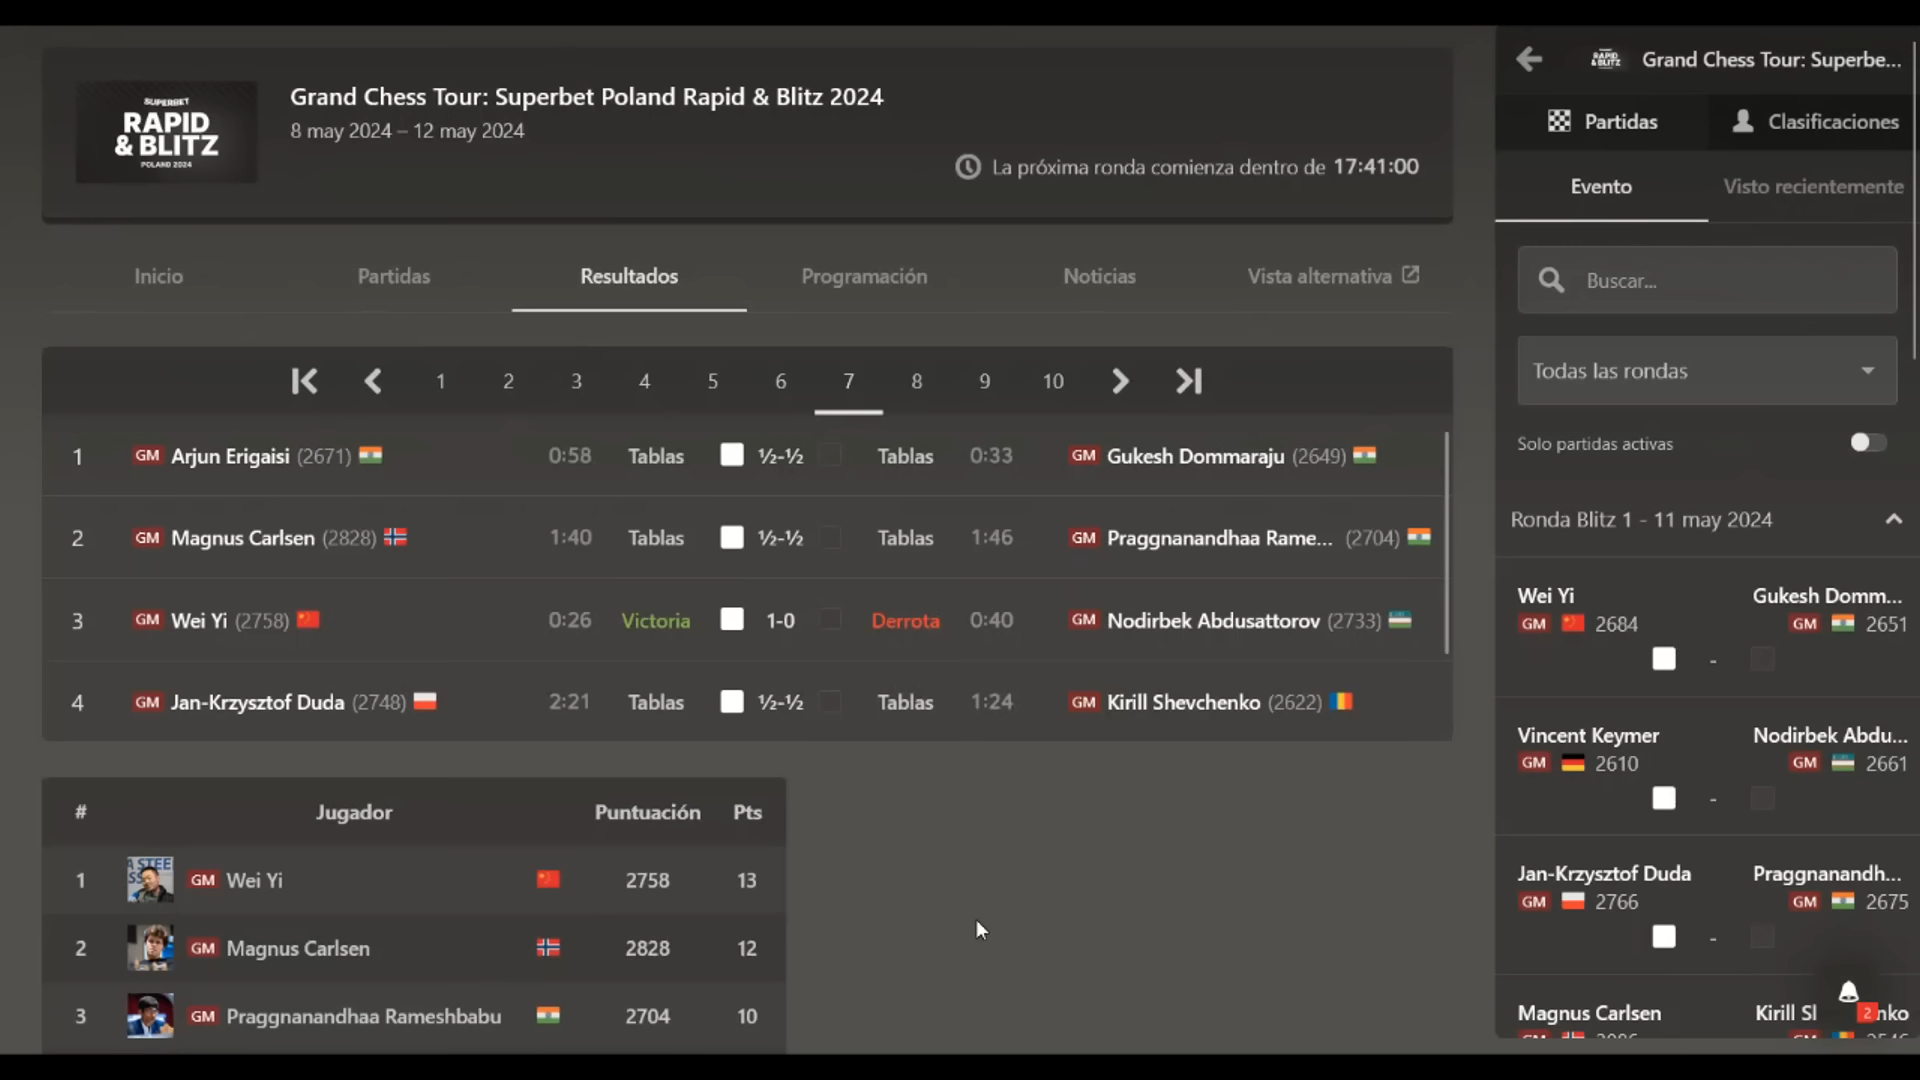 SUPERBET
RAPID
& BLITZ
POLAND 2024
Grand Chess Tour: Superbet Poland Rapid & Blitz 2024
8 may 2024 – 12 may 2024
La próxima ronda comienza dentro de 17:41:00
Inicio Partidas Resultados Programación Noticias Vista alternativa
1 2 3 4 5 6 7 8 9 10
1 GM Arjun Erigaisi (2671) 0:58 Tablas ½-½ Tablas 0:33 GM Gukesh Dommaraju (2649)
2 GM Magnus Carlsen (2828) 1:40 Tablas ½-½ Tablas 1:46 GM Praggnanandhaa Rame... (2704)
3 GM Wei Yi (2758) 0:26 Victoria 1-0 Derrota 0:40 GM Nodirbek Abdusattorov (2733)
4 GM Jan-Krzysztof Duda (2748) 2:21 Tablas ½-½ Tablas 1:24 GM Kirill Shevchenko (2622)
# Jugador Puntuación Pts
1 GM Wei Yi 2758 13
2 GM Magnus Carlsen 2828 12
3 GM Praggnanandhaa Rameshbabu 2704 10
RAPID
& BLITZ
Grand Chess Tour: Superbe...
Partidas Clasificaciones
Evento Visto recientemente
Buscar...
Todas las rondas
Solo partidas activas
Ronda Blitz 1 - 11 may 2024
Wei Yi Gukesh Domm...
GM 2684 GM 2651
-
Vincent Keymer Nodirbek Abdu...
GM 2610 GM 2661
-
Jan-Krzysztof Duda Praggnanandh...
GM 2766 GM 2675
-
Magnus Carlsen Kirill Sh 2 nko